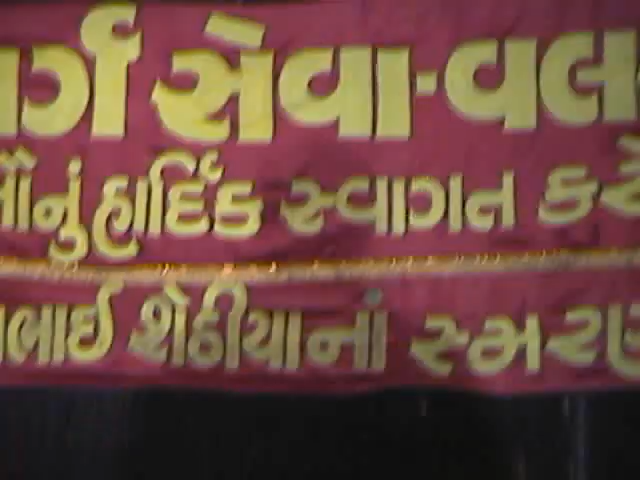 ર્ગ સેવા-વલ
નું હાર્દિક સ્વાગત કરે
ભાઈ શેઠીયાનાં સ્મરણ